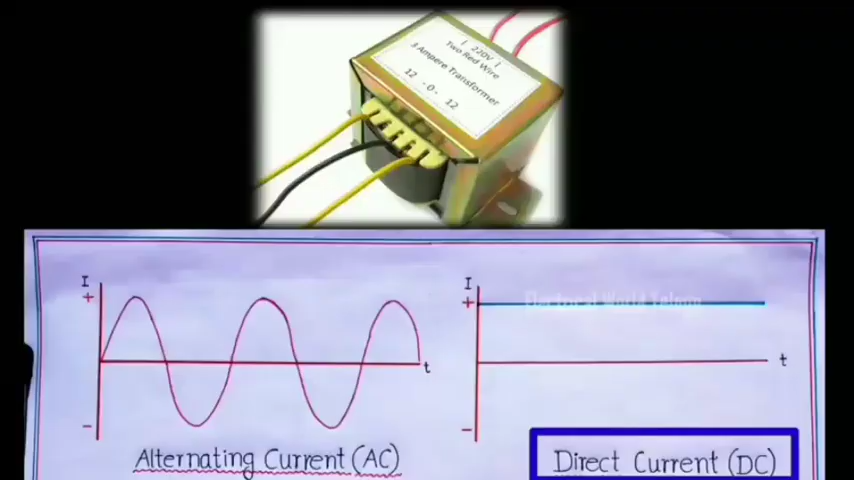 I 220V I
Two Red Wire
3 Ampere Transformer
12 - 0 - 12
I
+
-
t
Alternating Current (AC)
I
+
-
t
Direct Current (DC)